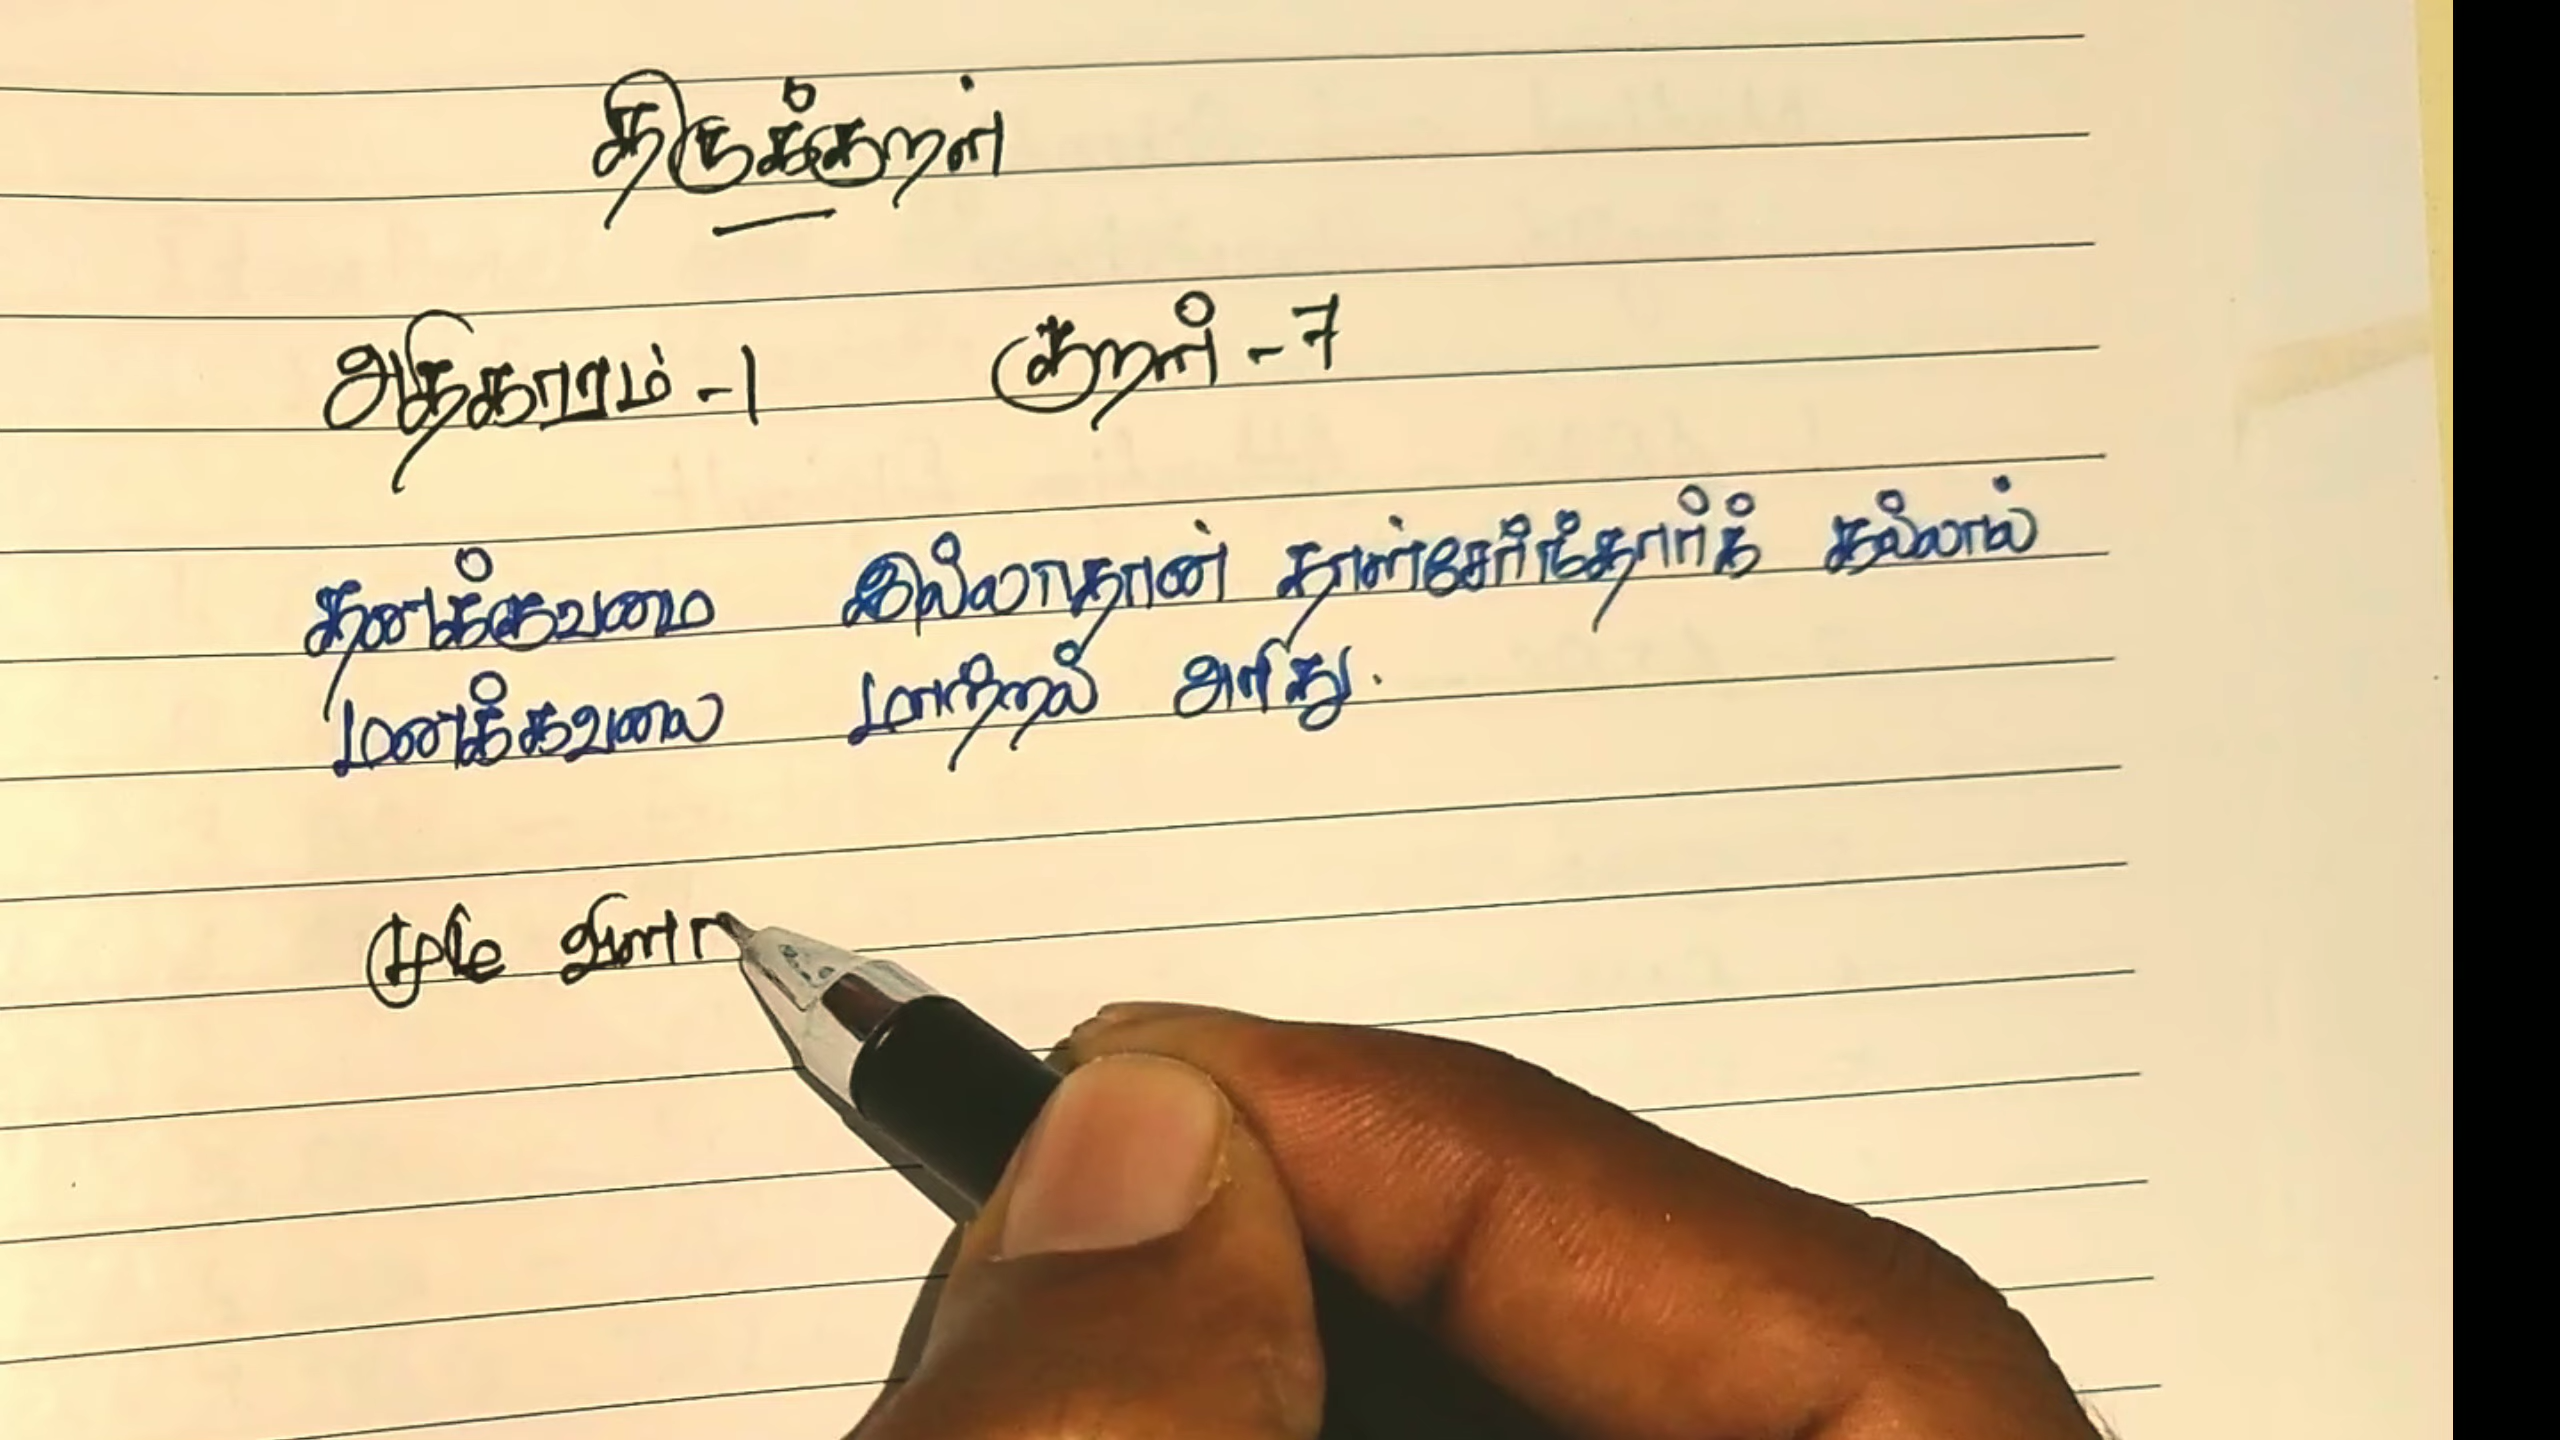 திருக்குறள்
அதிகாரம் - 1 குறள் - 7
தனக்குவமை இல்லாதான் தாள்சேர்ந்தார்க் கல்லால்
மனக்கவலை மாற்றல் அரிது.